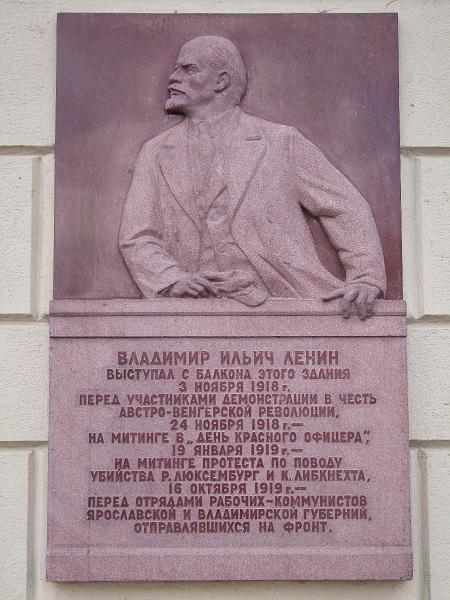 ВЛАДИМИР ИЛЬИЧ ЛЕНИН
ВЫСТУПАЛ С БАЛКОНА ЭТОГО ЗДАНИЯ
3 НОЯБРЯ 1918 г.
ПЕРЕД УЧАСТНИКАМИ ДЕМОНСТРАЦИИ В ЧЕСТЬ
АВСТРО-ВЕНГЕРСКОЙ РЕВОЛЮЦИИ,
24 НОЯБРЯ 1918 г.—
НА МИТИНГЕ В „ДЕНЬ КРАСНОГО ОФИЦЕРА",
19 ЯНВАРЯ 1919 г.—
НА МИТИНГЕ ПРОТЕСТА ПО ПОВОДУ
УБИЙСТВА Р. ЛЮКСЕМБУРГ И К. ЛИБКНЕХТА,
16 ОКТЯБРЯ 1919 г.—
ПЕРЕД ОТРЯДАМИ РАБОЧИХ-КОММУНИСТОВ
ЯРОСЛАВСКОЙ И ВЛАДИМИРСКОЙ ГУБЕРНИЙ,
ОТПРАВЛЯВШИХСЯ НА ФРОНТ.